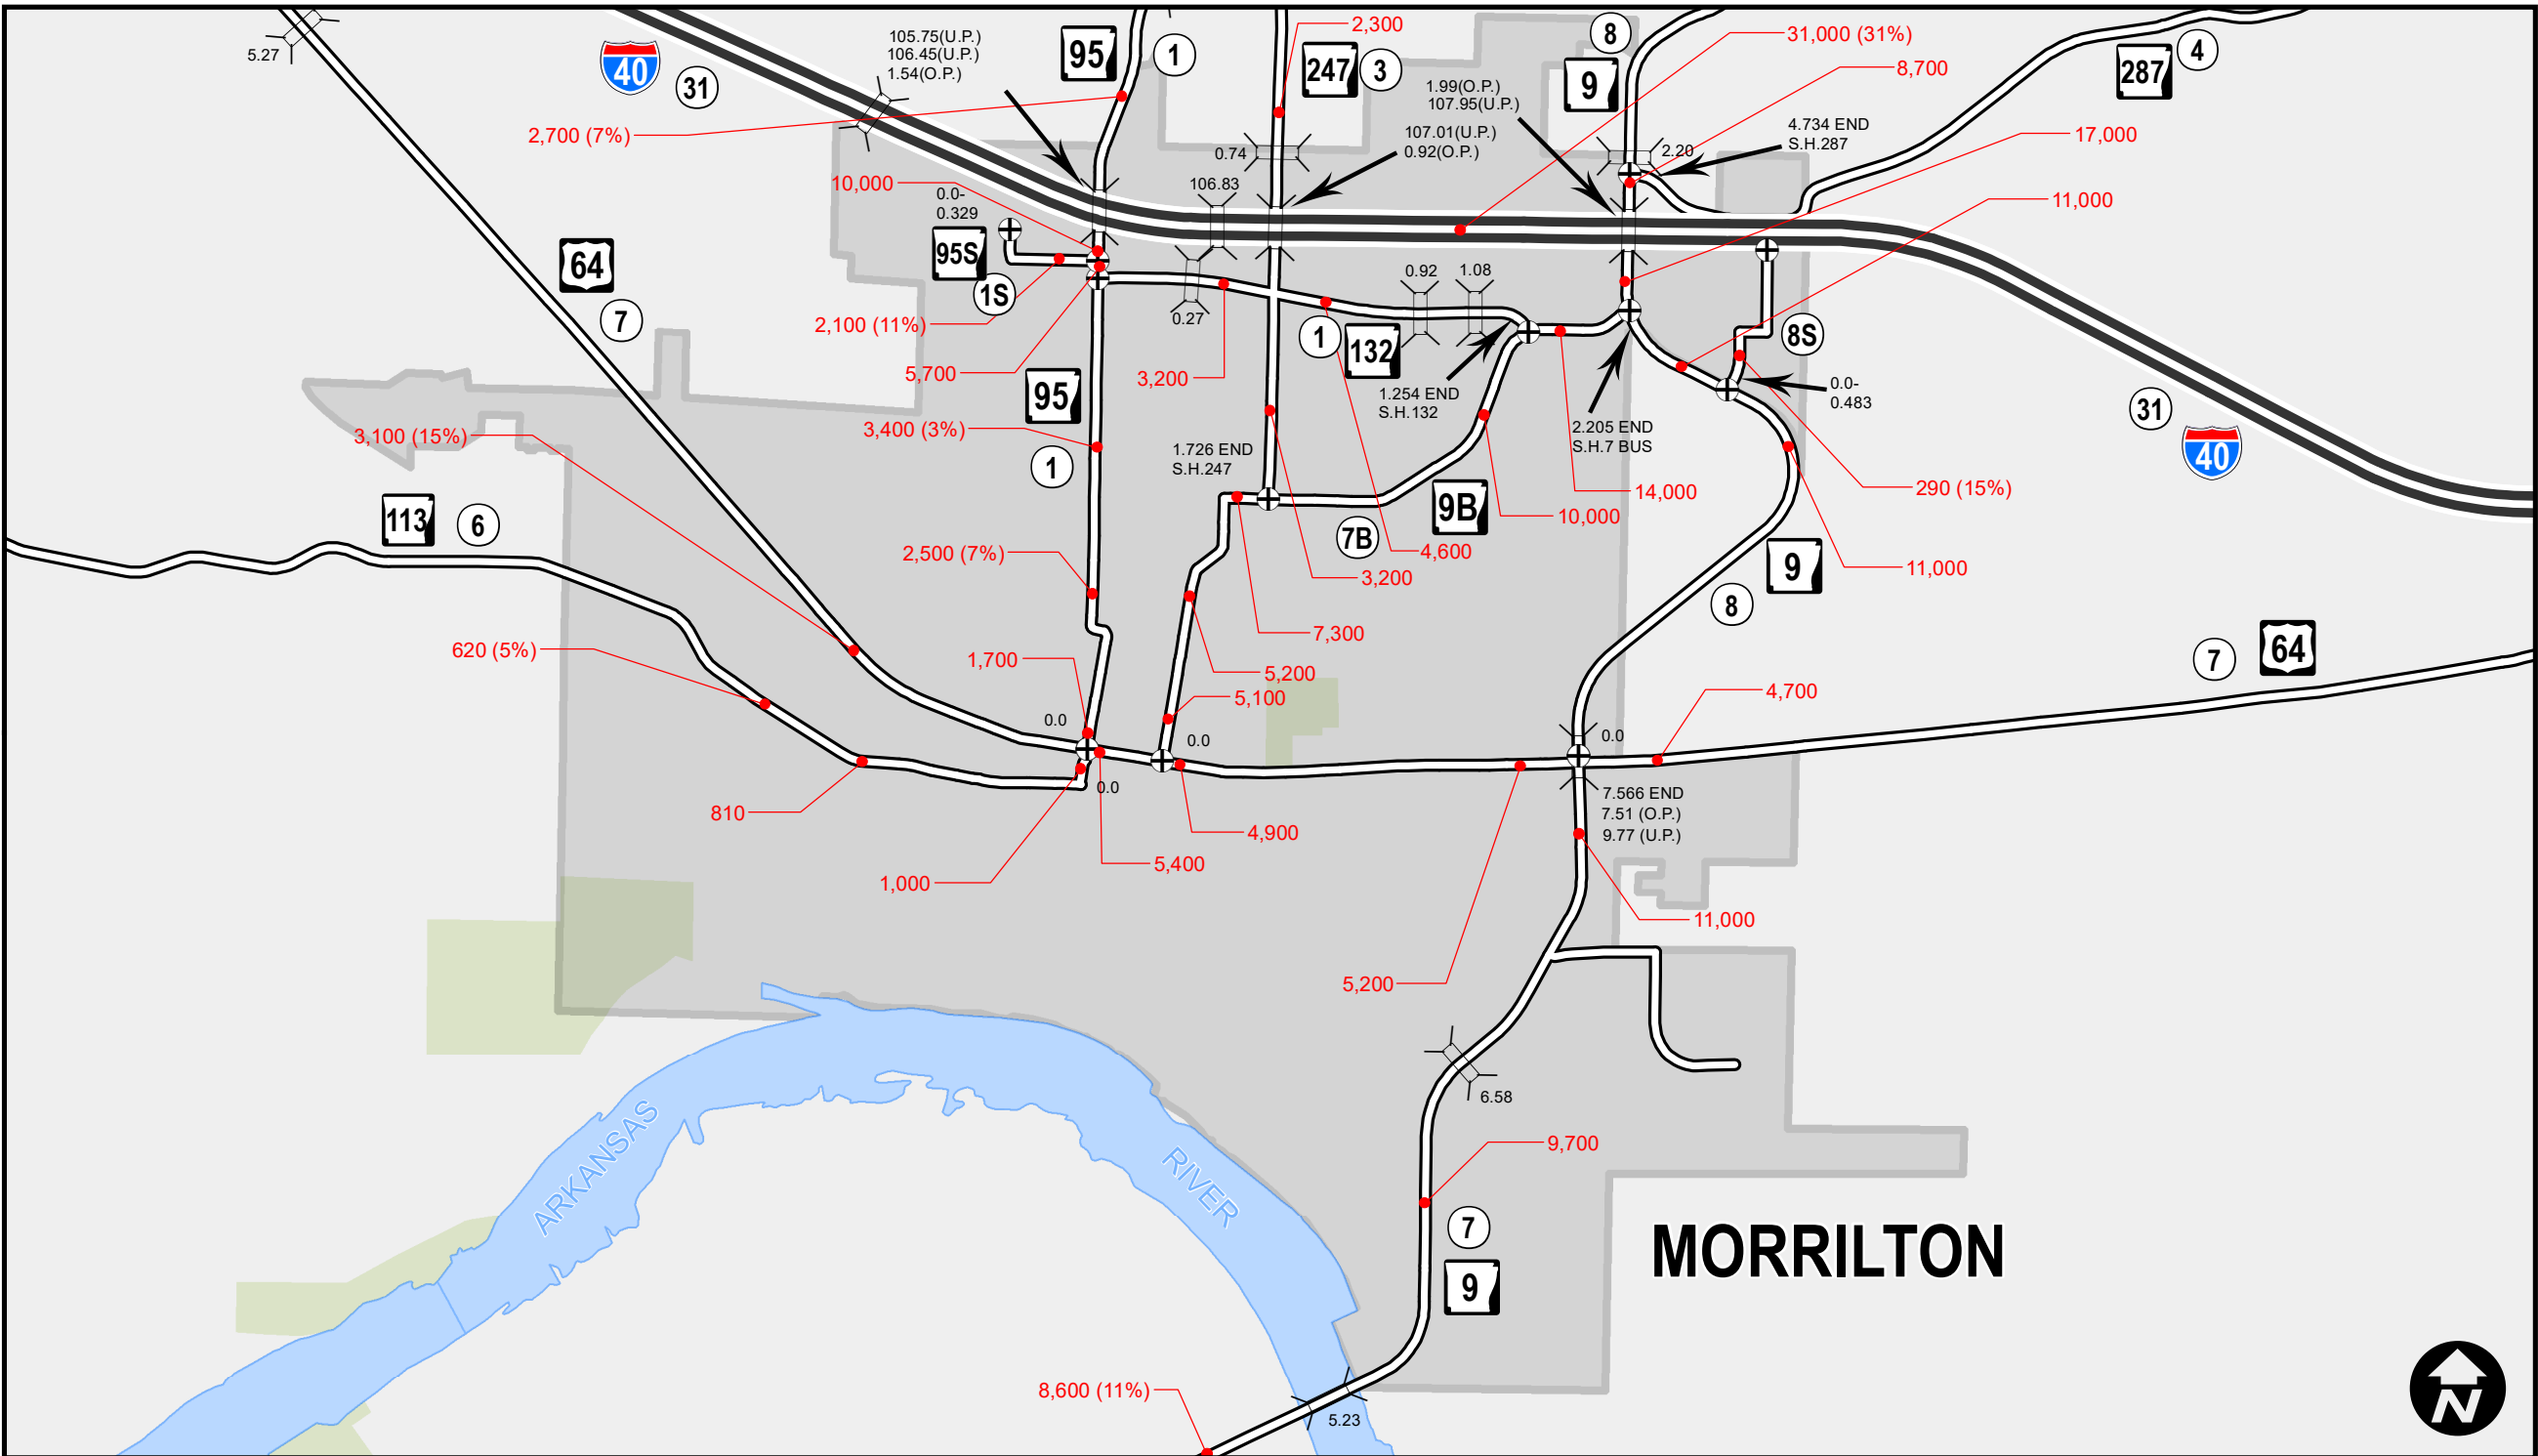 2,300
8
31,000 (31%)
105.75(U.P.)
106.45(U.P.)
1.54(O.P.)
95
1
5.27
40
31
247
3
9
8,700
287
4
1.99(O.P.)
107.95(U.P.)
2,700 (7%)
107.01(U.P.)
0.92(O.P.)
4.734 END
S.H.287
17,000
0.74
2.20
10,000
106.83
0.0-
0.329
11,000
95S
64
1S
0.92
1.08
7
2,100 (11%)
0.27
1
132
8S
5,700
3,200
95
1.254 END
S.H.132
0.0-
0.483
31
3,400 (3%)
3,100 (15%)
2.205 END
S.H.7 BUS
40
1.726 END
S.H.247
1
14,000
290 (15%)
113
6
9B
10,000
7B
2,500 (7%)
4,600
9
11,000
3,200
8
7,300
620 (5%)
1,700
5,200
7
64
5,100
4,700
0.0
0.0
0.0
0.0
7.566 END
7.51 (O.P.)
9.77 (U.P.)
810
4,900
5,400
1,000
11,000
5,200
6.58
ARKANSAS
RIVER
9,700
7
MORRILTON
9
8,600 (11%)
5.23
N